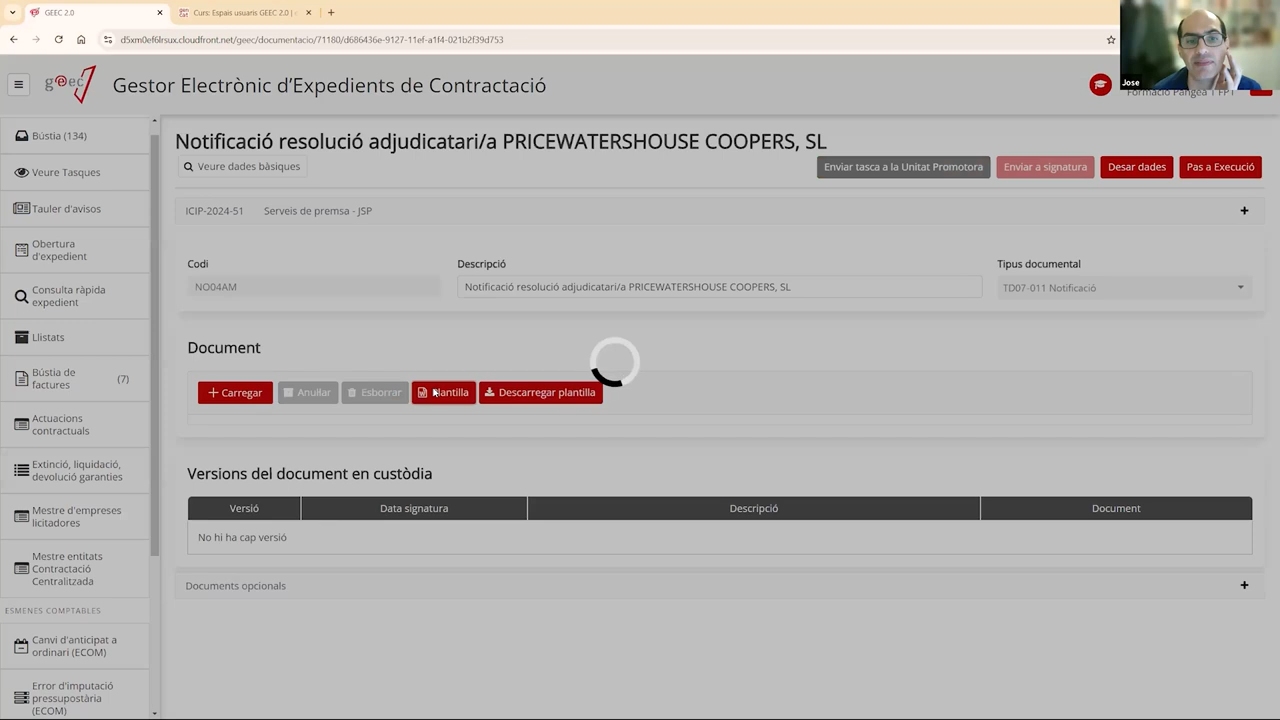 GEEC 2.0
Curs: Espais usuaris GEEC 2.0 | c
d5xm0ef6lrsux.cloudfront.net/geec/documentacio/71180/d686436e-9127-11ef-a1f4-021b2f39d753
Jose
geec
Gestor Electrònic d'Expedients de Contractació
Formació Pangea 1 FPT
Bústia (134)
Veure Tasques
Tauler d'avisos
Obertura
d'expedient
Consulta ràpida
expedient
Llistats
Bústia de
factures
(7)
Actuacions
contractuals
Extinció, liquidació,
devolució garanties
Mestre d'empreses
licitadores
Mestre entitats
Contractació
Centralitzada
ESMENES COMPTABLES
Canvi d'anticipat a
ordinari (ECOM)
Error d'imputació
pressupostària
(ECOM)
Notificació resolució adjudicatari/a PRICEWATERSHOUSE COOPERS, SL
Veure dades bàsiques
Enviar tasca a la Unitat Promotora
Enviar a signatura
Desar dades
Pas a Execució
ICIP-2024-51 Serveis de premsa - JSP
Codi
Descripció
Tipus documental
NO04AM
Notificació resolució adjudicatari/a PRICEWATERSHOUSE COOPERS, SL
TD07-011 Notificació
Document
Carregar
Anul·lar
Esborrar
Plantilla
Descarregar plantilla
Versions del document en custòdia
Versió
Data signatura
Descripció
Document
No hi ha cap versió
Documents opcionals